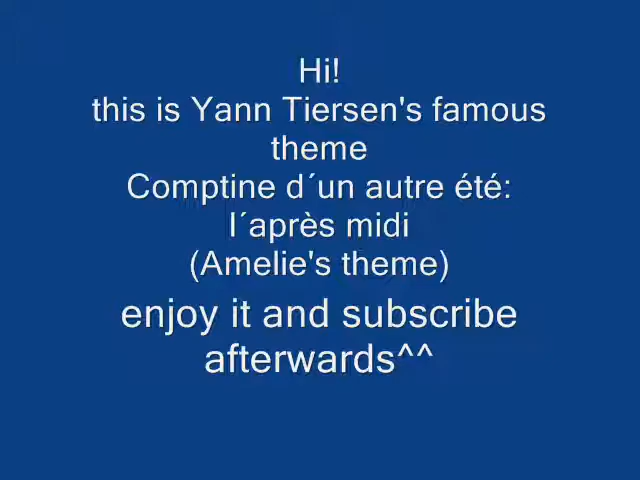 Hi!
this is Yann Tiersen's famous
theme
Comptine d´un autre été:
l´après midi
(Amelie's theme)
enjoy it and subscribe
afterwards^^